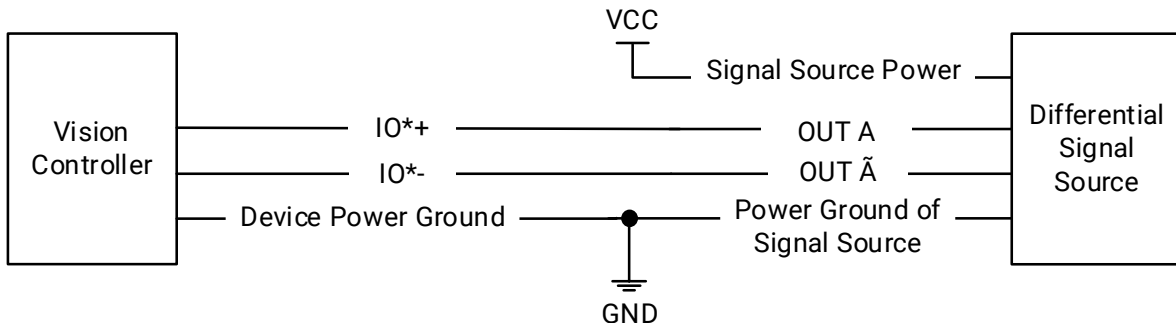 VCC
Signal Source Power
Vision
Controller
IO*+
OUT A
Differential
Signal
Source
IO*-
OUT Ã
Device Power Ground
Power Ground of
Signal Source
GND